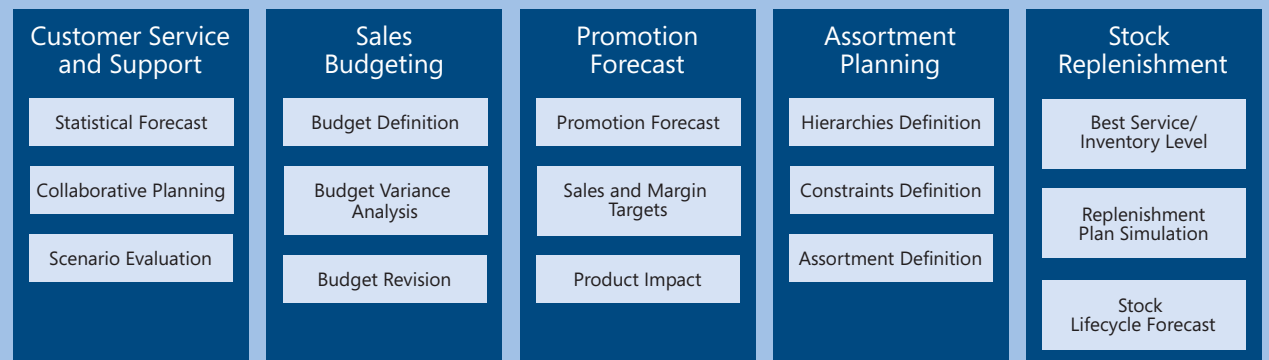 Customer Service
and Support
Statistical Forecast
Collaborative Planning
Scenario Evaluation
Sales
Budgeting
Budget Definition
Budget Variance
Analysis
Budget Revision
Promotion
Forecast
Promotion Forecast
Sales and Margin
Targets
Product Impact
Assortment
Planning
Hierarchies Definition
Constraints Definition
Assortment Definition
Stock
Replenishment
Best Service/
Inventory Level
Replenishment
Plan Simulation
Stock
Lifecycle Forecast